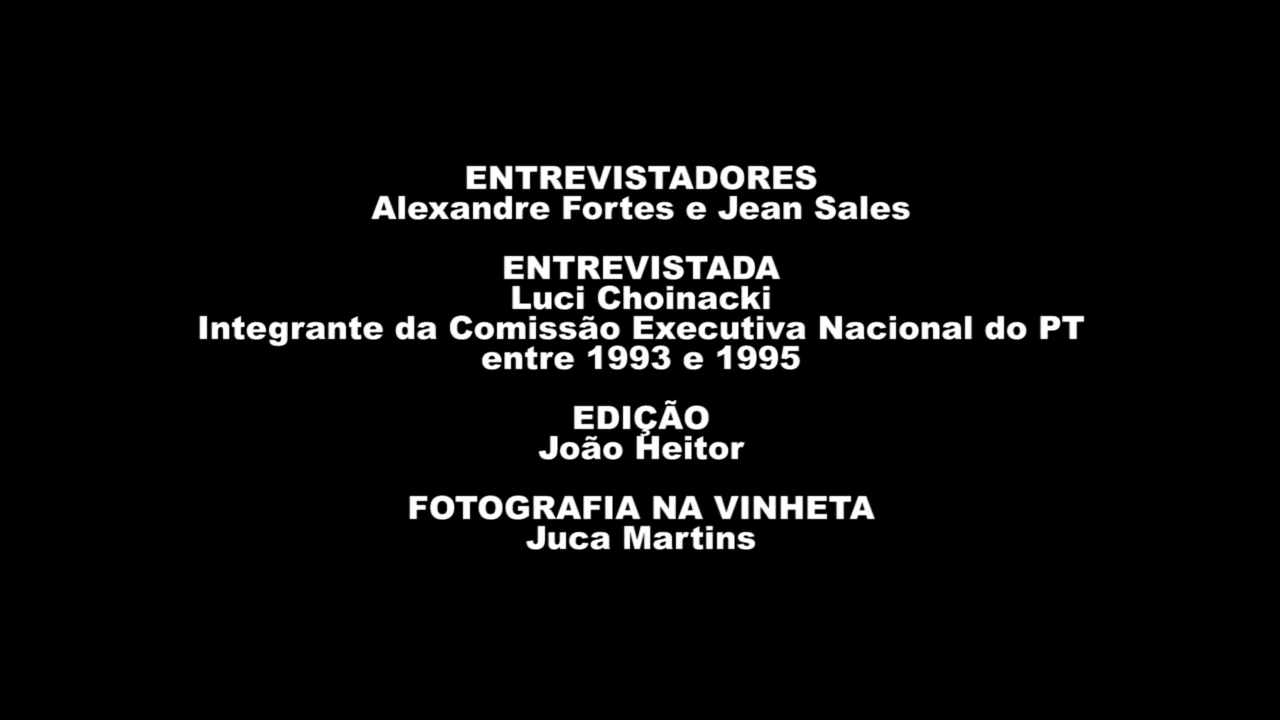 ENTREVISTADORES
Alexandre Fortes e Jean Sales
ENTREVISTADA
Luci Choinacki
Integrante da Comissão Executiva Nacional do PT
entre 1993 e 1995
EDIÇÃO
João Heitor
FOTOGRAFIA NA VINHETA
Juca Martins